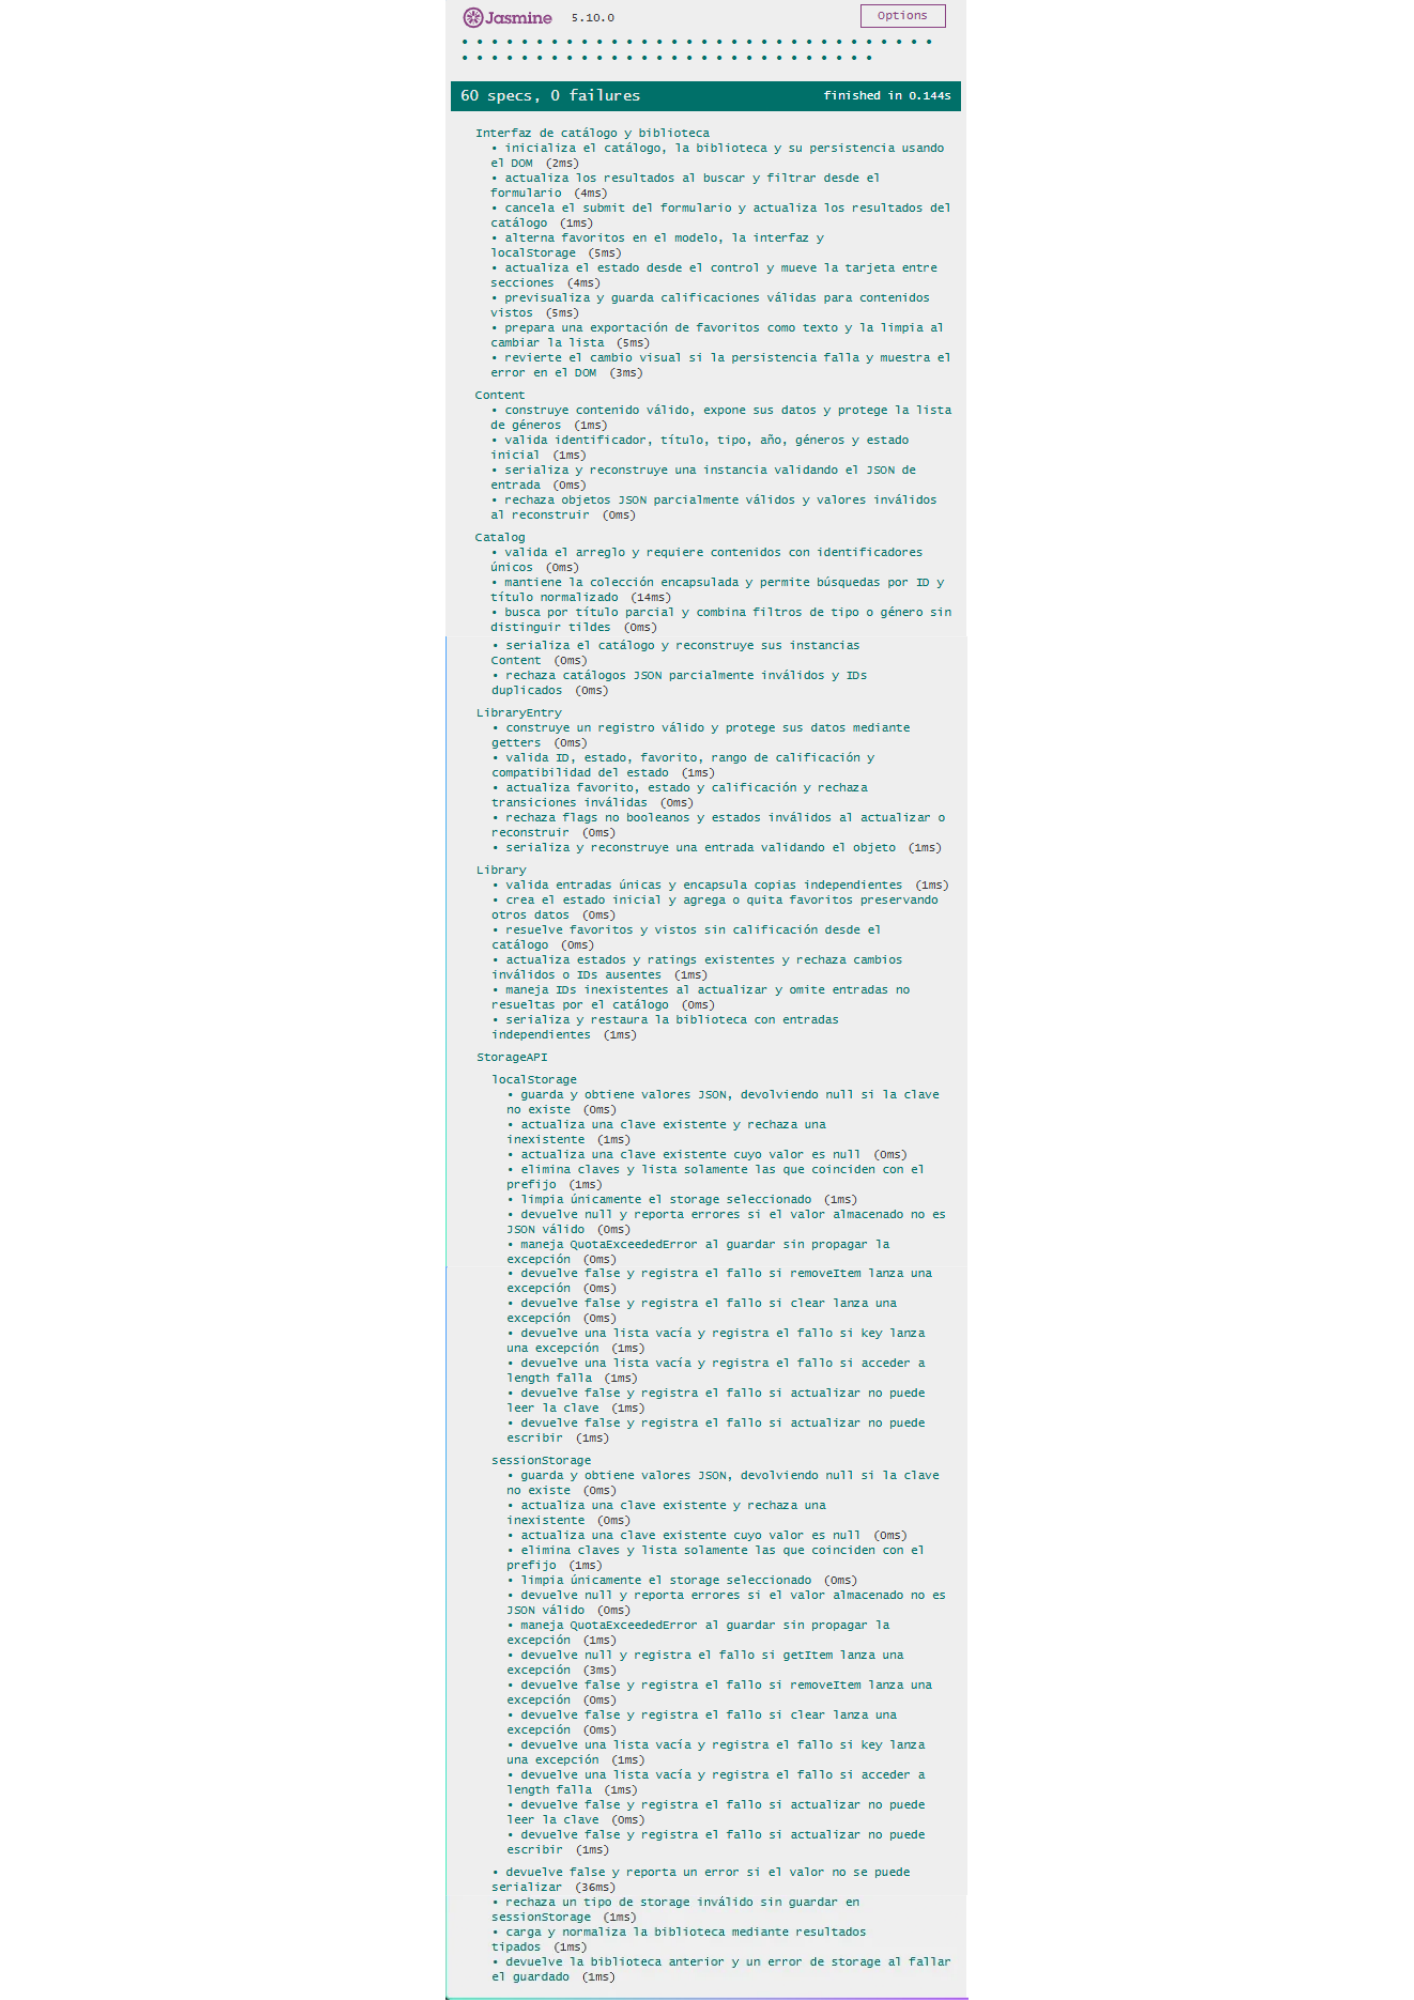 Jasmine 5.10.0 Options
60 specs, 0 failures finished in 0.144s
Interfaz de catálogo y biblioteca
• inicializa el catálogo, la biblioteca y su persistencia usando
el DOM (2ms)
• actualiza los resultados al buscar y filtrar desde el
formulario (4ms)
• cancela el submit del formulario y actualiza los resultados del
catálogo (1ms)
• alterna favoritos en el modelo, la interfaz y
localStorage (5ms)
• actualiza el estado desde el control y mueve la tarjeta entre
secciones (4ms)
• previsualiza y guarda calificaciones válidas para contenidos
vistos (5ms)
• prepara una exportación de favoritos como texto y la limpia al
cambiar la lista (5ms)
• revierte el cambio visual si la persistencia falla y muestra el
error en el DOM (3ms)
Content
• construye contenido válido, expone sus datos y protege la lista
de géneros (1ms)
• valida identificador, título, tipo, año, géneros y estado
inicial (1ms)
• serializa y reconstruye una instancia validando el JSON de
entrada (0ms)
• rechaza objetos JSON parcialmente válidos y valores inválidos
al reconstruir (0ms)
Catalog
• valida el arreglo y requiere contenidos con identificadores
únicos (0ms)
• mantiene la colección encapsulada y permite búsquedas por ID y
título normalizado (14ms)
• busca por título parcial y combina filtros de tipo o género sin
distinguir tildes (0ms)
• serializa el catálogo y reconstruye sus instancias
Content (0ms)
• rechaza catálogos JSON parcialmente inválidos y IDs
duplicados (0ms)
LibraryEntry
• construye un registro válido y protege sus datos mediante
getters (0ms)
• valida ID, estado, favorito, rango de calificación y
compatibilidad del estado (1ms)
• actualiza favorito, estado y calificación y rechaza
transiciones inválidas (0ms)
• rechaza flags no booleanos y estados inválidos al actualizar o
reconstruir (0ms)
• serializa y reconstruye una entrada validando el objeto (1ms)
Library
• valida entradas únicas y encapsula copias independientes (1ms)
• crea el estado inicial y agrega o quita favoritos preservando
otros datos (0ms)
• resuelve favoritos y vistos sin calificación desde el
catálogo (0ms)
• actualiza estados y ratings existentes y rechaza cambios
inválidos o IDs ausentes (1ms)
• maneja IDs inexistentes al actualizar y omite entradas no
resueltas por el catálogo (0ms)
• serializa y restaura la biblioteca con entradas
independientes (1ms)
StorageAPI
localStorage
• guarda y obtiene valores JSON, devolviendo null si la clave
no existe (0ms)
• actualiza una clave existente y rechaza una
inexistente (1ms)
• actualiza una clave existente cuyo valor es null (0ms)
• elimina claves y lista solamente las que coinciden con el
prefijo (1ms)
• limpia únicamente el storage seleccionado (1ms)
• devuelve null y reporta errores si el valor almacenado no es
JSON válido (0ms)
• maneja QuotaExceededError al guardar sin propagar la
excepción (0ms)
• devuelve false y registra el fallo si removeItem lanza una
excepción (0ms)
• devuelve false y registra el fallo si clear lanza una
excepción (0ms)
• devuelve una lista vacía y registra el fallo si key lanza
una excepción (1ms)
• devuelve una lista vacía y registra el fallo si acceder a
length falla (1ms)
• devuelve false y registra el fallo si actualizar no puede
leer la clave (1ms)
• devuelve false y registra el fallo si actualizar no puede
escribir (1ms)
sessionStorage
• guarda y obtiene valores JSON, devolviendo null si la clave
no existe (0ms)
• actualiza una clave existente y rechaza una
inexistente (0ms)
• actualiza una clave existente cuyo valor es null (0ms)
• elimina claves y lista solamente las que coinciden con el
prefijo (1ms)
• limpia únicamente el storage seleccionado (0ms)
• devuelve null y reporta errores si el valor almacenado no es
JSON válido (0ms)
• maneja QuotaExceededError al guardar sin propagar la
excepción (1ms)
• devuelve null y registra el fallo si getItem lanza una
excepción (3ms)
• devuelve false y registra el fallo si removeItem lanza una
excepción (0ms)
• devuelve false y registra el fallo si clear lanza una
excepción (0ms)
• devuelve una lista vacía y registra el fallo si key lanza
una excepción (1ms)
• devuelve una lista vacía y registra el fallo si acceder a
length falla (1ms)
• devuelve false y registra el fallo si actualizar no puede
leer la clave (0ms)
• devuelve false y registra el fallo si actualizar no puede
escribir (1ms)
• devuelve false y reporta un error si el valor no se puede
serializar (36ms)
• rechaza un tipo de storage inválido sin guardar en
sessionStorage (1ms)
• carga y normaliza la biblioteca mediante resultados
tipados (1ms)
• devuelve la biblioteca anterior y un error de storage al fallar
el guardado (1ms)